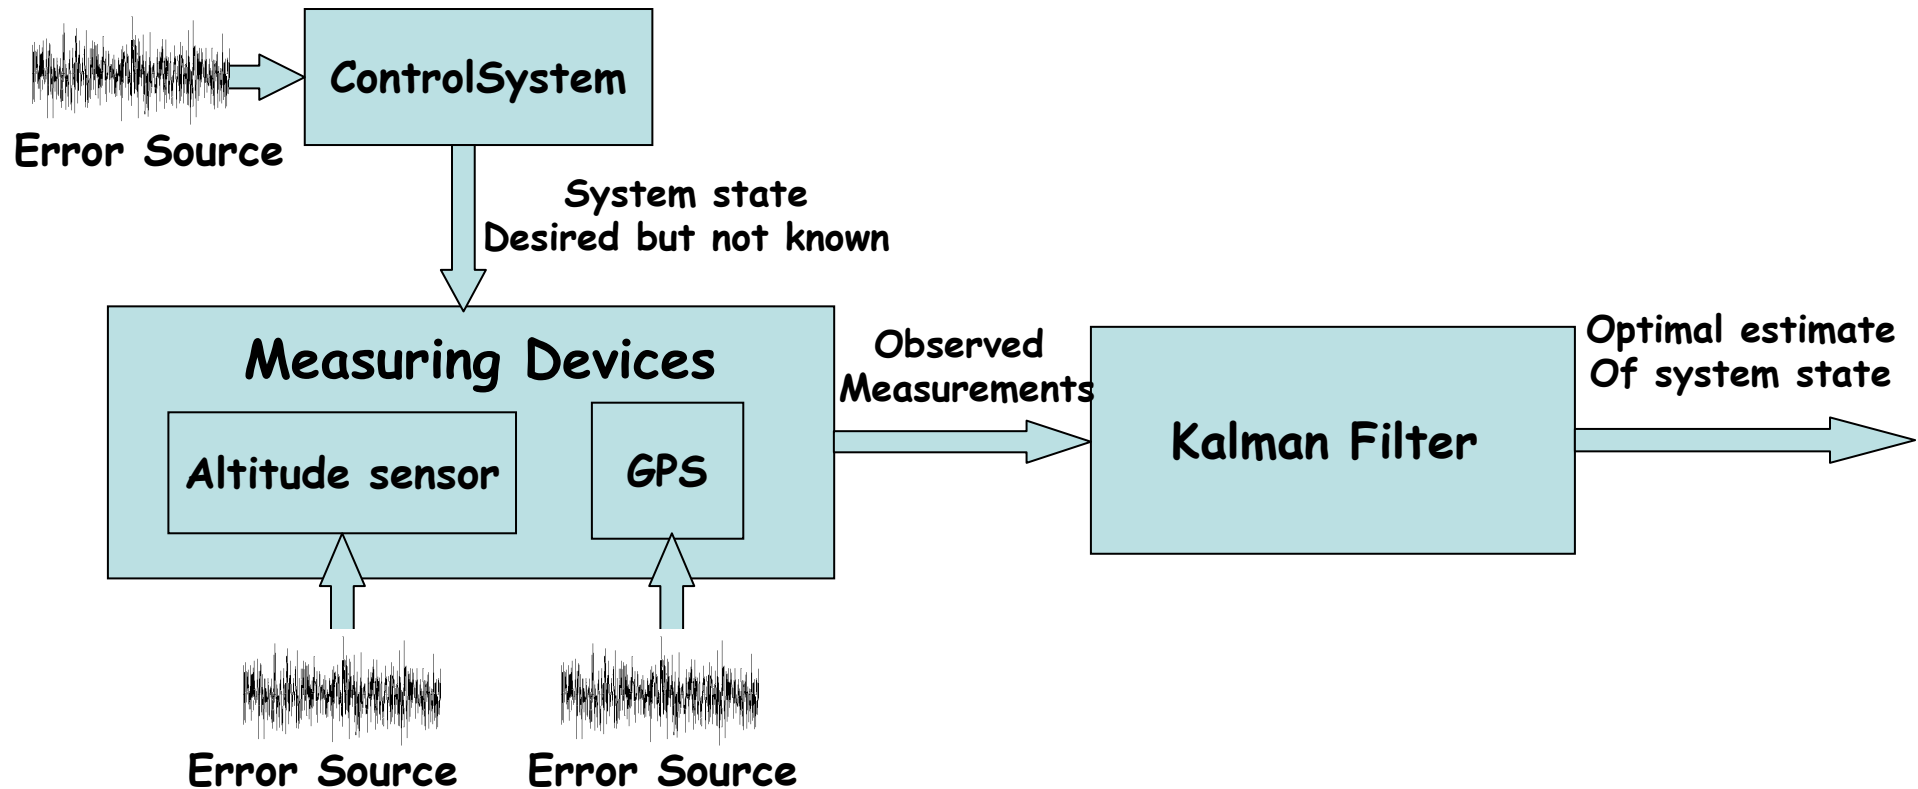 ControlSystem
Error Source
System state
Desired but not known
Measuring Devices
Altitude sensor
GPS
Error Source
Error Source
Observed
Measurements
Kalman Filter
Optimal estimate
Of system state